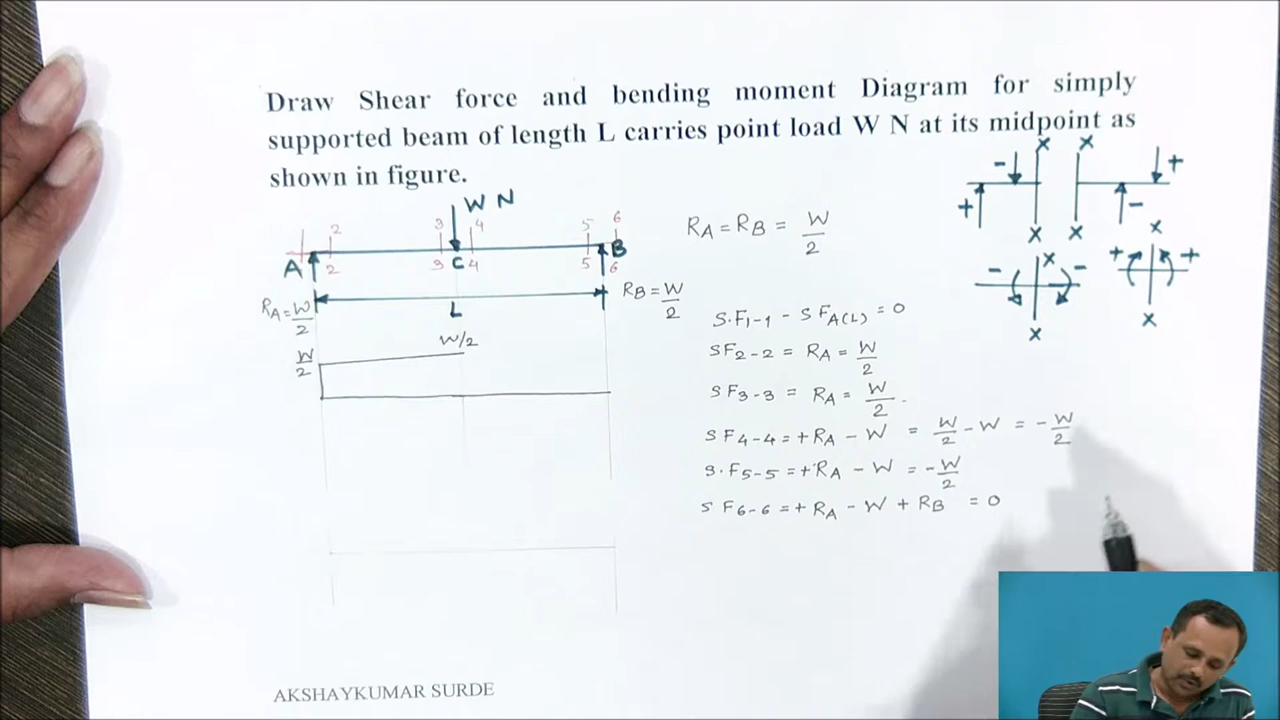 Draw Shear force and bending moment Diagram for simply
supported beam of length L carries point load W N at its midpoint as
shown in figure.
X X
- + + -
X X
X
- -
X
X
+ +
X
W N
2 3 4 5 6
A C B
2 3 4 5 6
RA = W/2
L
RB = W/2
W/2
W/2
RA = RB = W/2
S.F1-1 - SFA(L) = 0
SF2-2 = RA = W/2
SF3-3 = RA = W/2.
SF4-4 = +RA - W = W/2 - W = -W/2
S.F5-5 = +RA - W = -W/2
SF6-6 = +RA - W + RB = 0
AKSHAYKUMAR SURDE